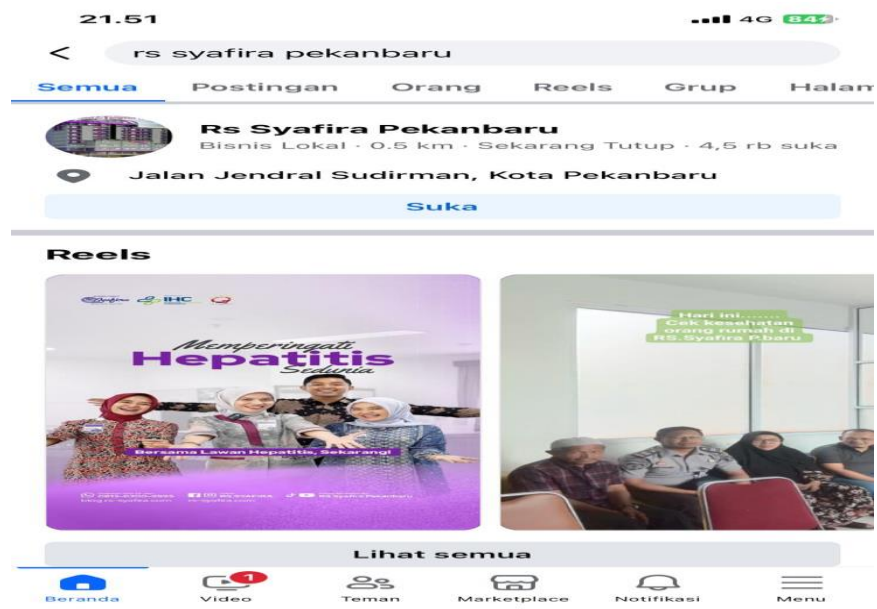 21.51
4G 84
rs syafira pekanbaru
Semua Postingan Orang Reels Grup Halam
Rs Syafira Pekanbaru
Bisnis Lokal · 0.5 km · Sekarang Tutup · 4,5 rb suka
Jalan Jendral Sudirman, Kota Pekanbaru
Suka
Reels
Syafira IHC
Memperingati
Hepatitis
Sedunia
Bersama Lawan Hepatitis, Sekarang!
Hari ini.......
Cek kesehatan
orang rumah di
RS.Syafira P.baru
Lihat semua
1
Beranda Video Teman Marketplace Notifikasi Menu